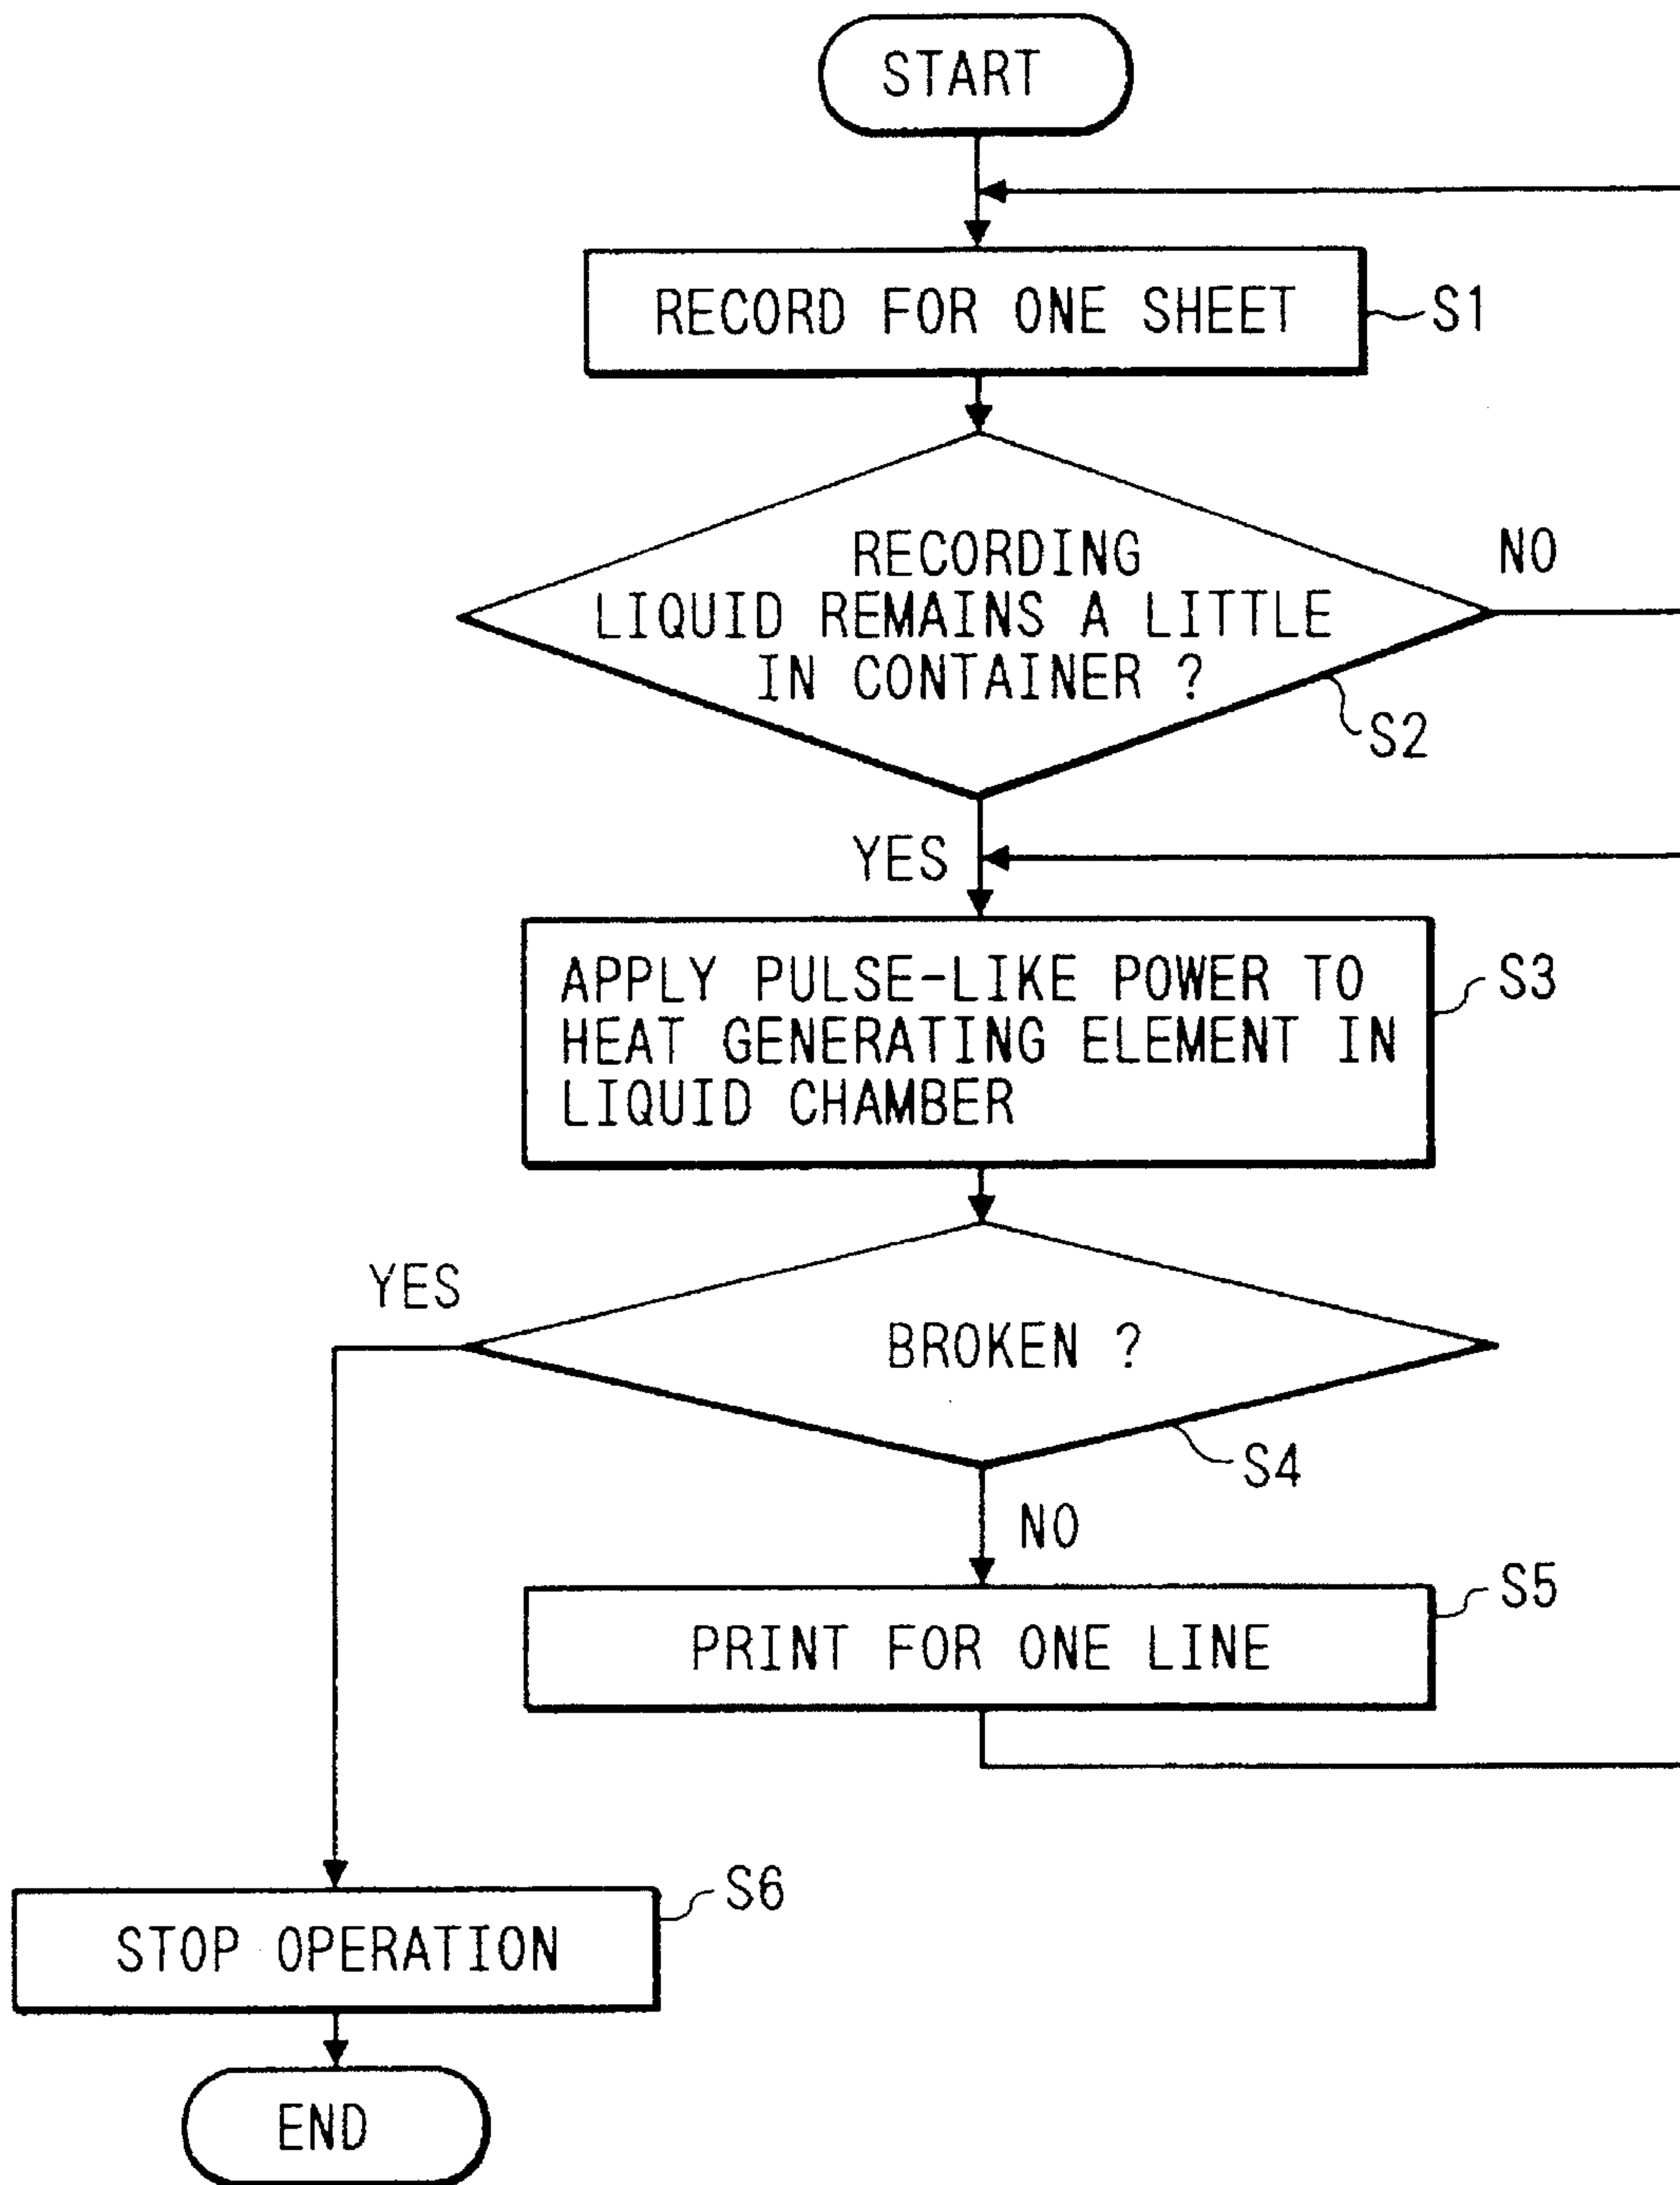 START
RECORD FOR ONE SHEET
S1
RECORDING
LIQUID REMAINS A LITTLE
IN CONTAINER ?
NO
S2
YES
APPLY PULSE-LIKE POWER TO
HEAT GENERATING ELEMENT IN
LIQUID CHAMBER
S3
YES
BROKEN ?
S4
NO
PRINT FOR ONE LINE
S5
STOP OPERATION
S6
END